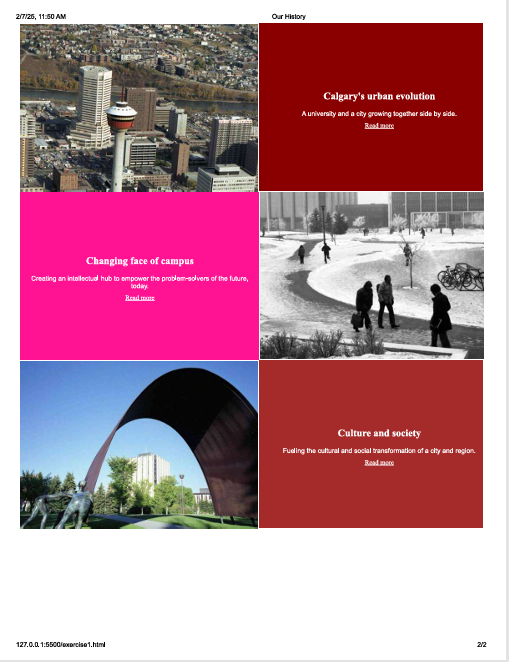 2/7/25, 11:50 AM
Our History
Calgary's urban evolution
A university and a city growing together side by side.
Read more
Changing face of campus
Creating an intellectual hub to empower the problem-solvers of the future,
today.
Read more
Culture and society
Fueling the cultural and social transformation of a city and region.
Read more
127.0.0.1:5500/exercise1.html
2/2